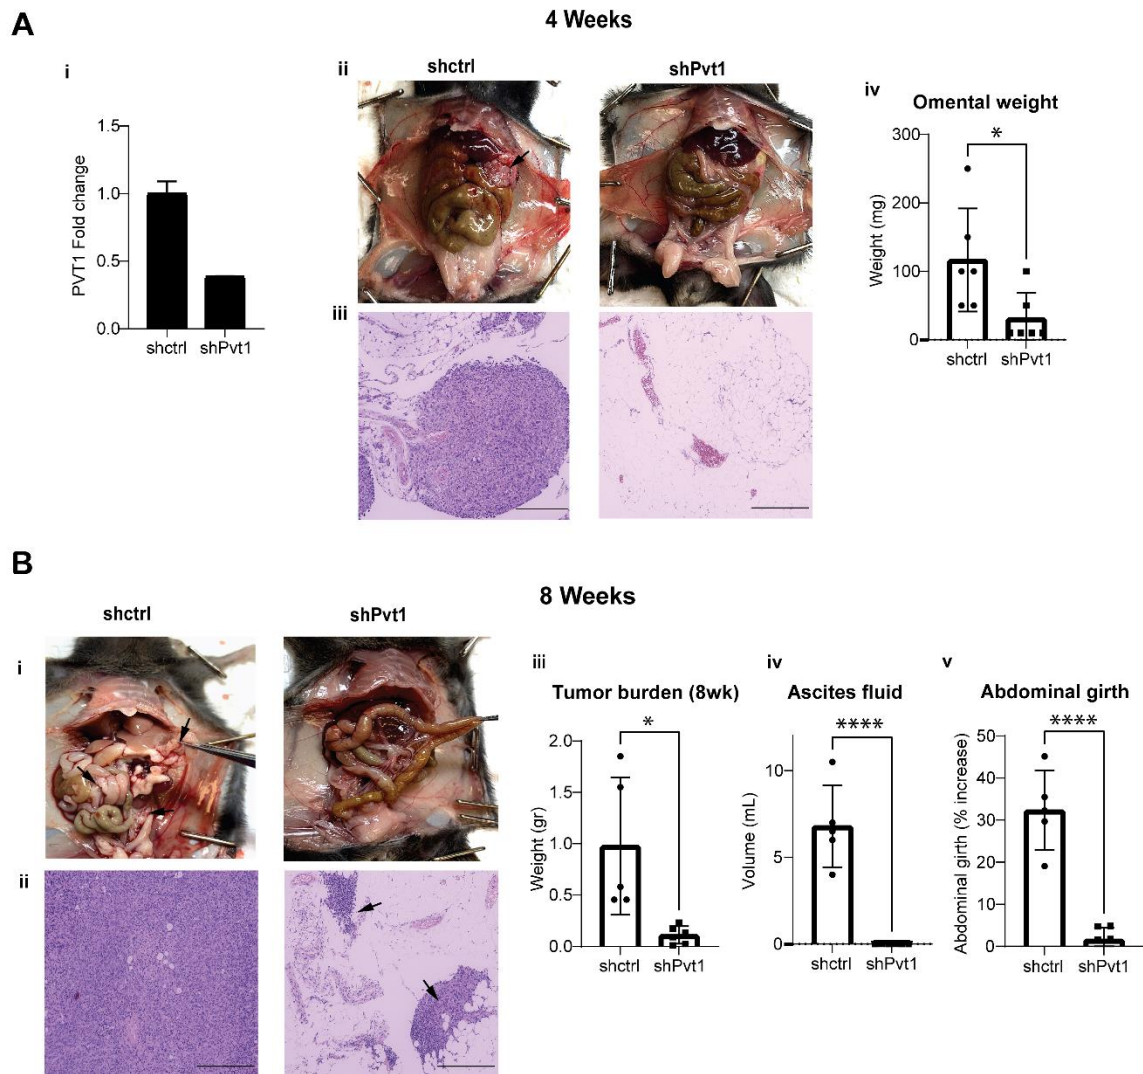 A
4 Weeks
i
PVT1 Fold change
1.5
1.0
0.5
0.0
shctrl
shPvt1
ii
shctrl
shPvt1
iii
iv
Omental weight
*
Weight (mg)
300
200
100
0
shctrl
shPvt1
B
8 Weeks
shctrl
shPvt1
i
ii
iii
Tumor burden (8wk)
*
Weight (gr)
2.0
1.5
1.0
0.5
0.0
shctrl
shPvt1
iv
Ascites fluid
****
Volume (mL)
10
5
0
shctrl
shPvt1
v
Abdominal girth
****
Abdominal girth (% increase)
50
40
30
20
10
0
shctrl
shPvt1